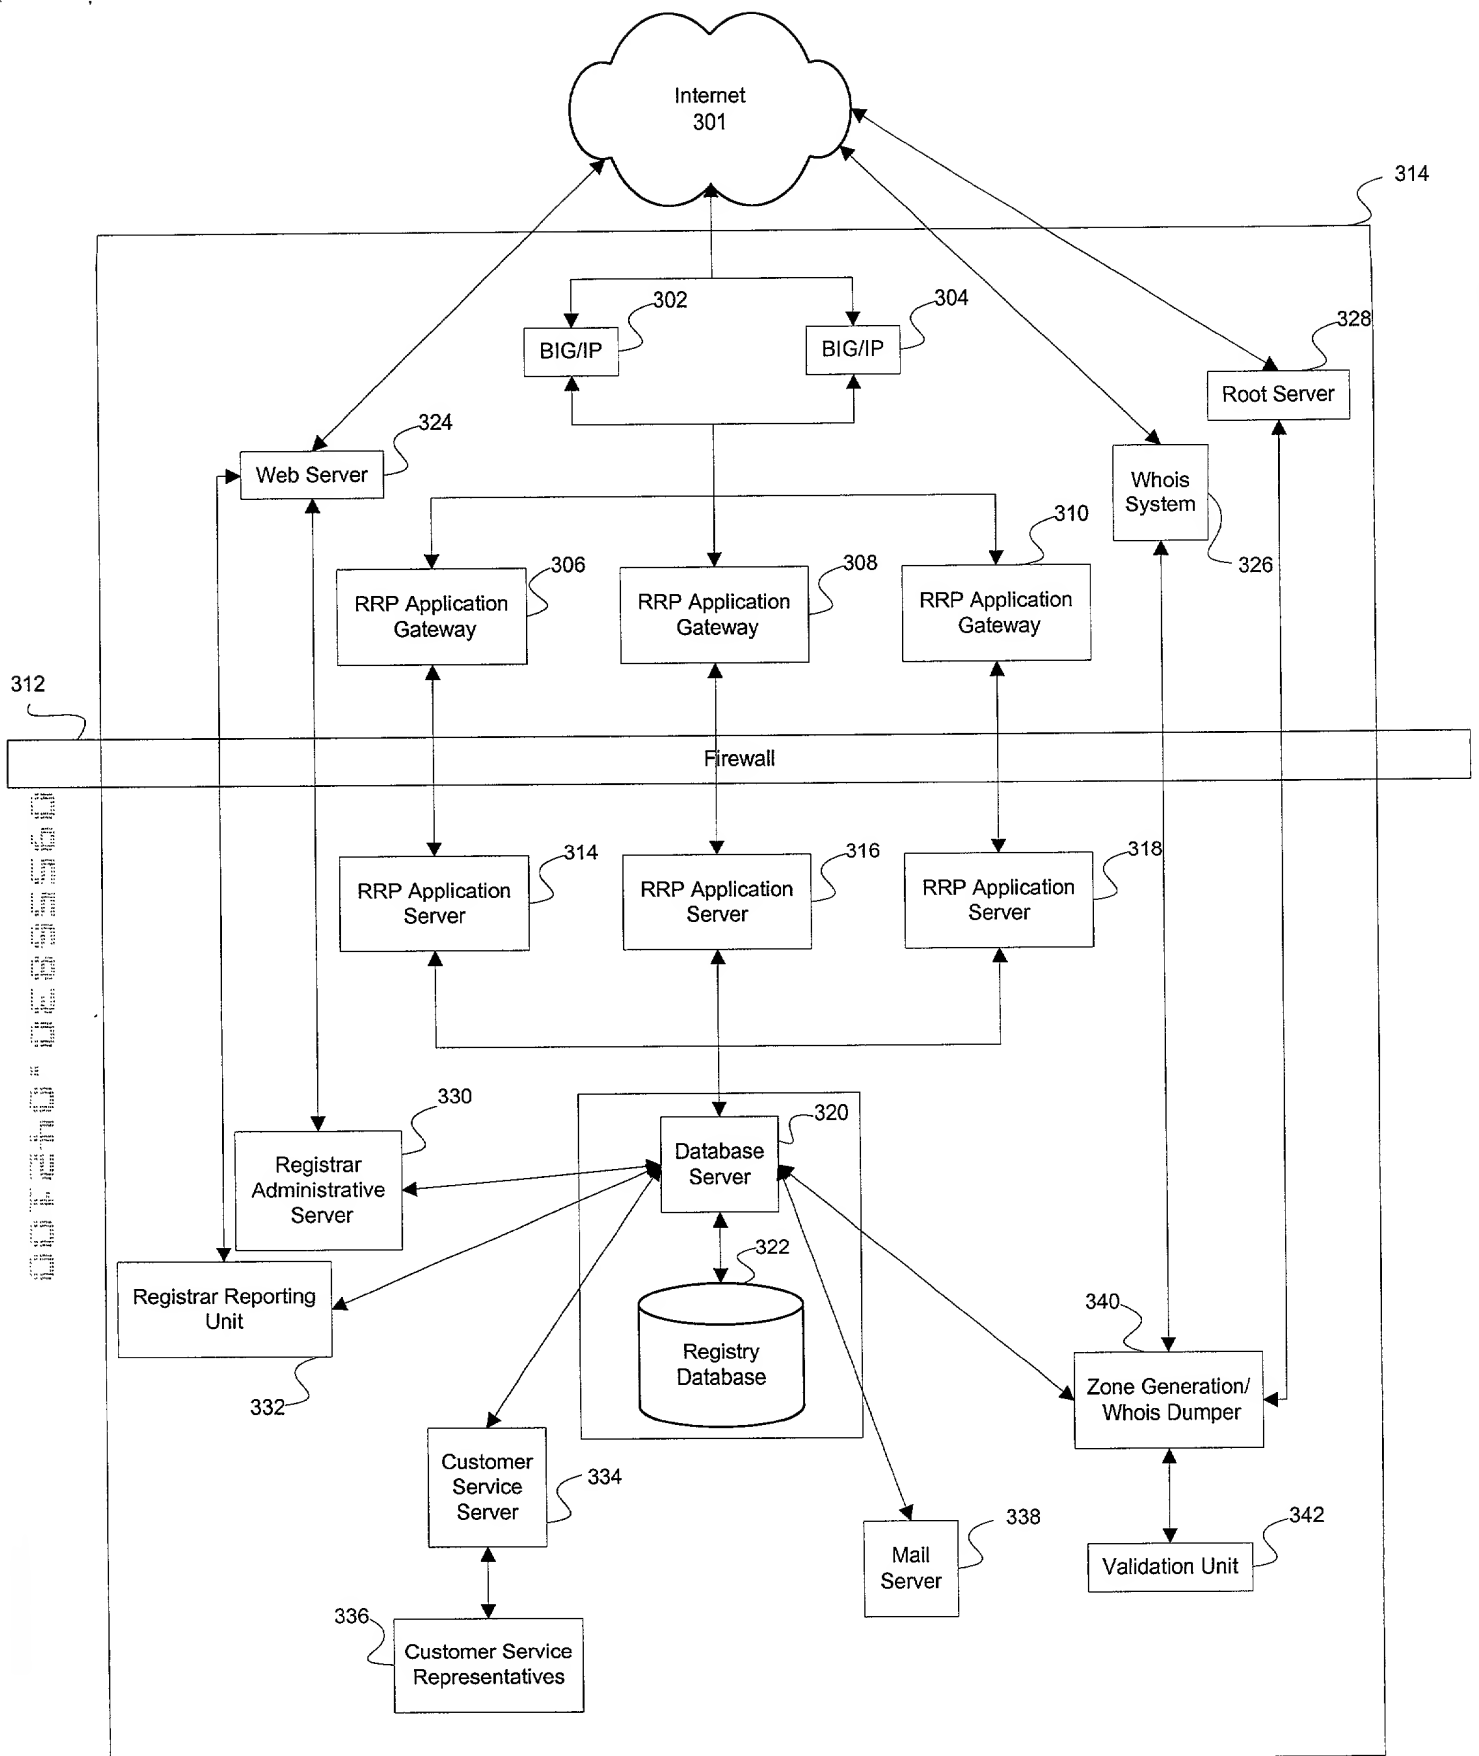 Internet
301
314
302
304
BIG/IP
BIG/IP
328
Root Server
324
Web Server
Whois
System
326
306
308
310
RRP Application
Gateway
RRP Application
Gateway
RRP Application
Gateway
312
Firewall
314
316
318
RRP Application
Server
RRP Application
Server
RRP Application
Server
330
Registrar
Administrative
Server
320
Database
Server
322
Registry
Database
Registrar Reporting
Unit
332
340
Zone Generation/
Whois Dumper
Customer
Service
Server
334
338
Mail
Server
342
Validation Unit
336
Customer Service
Representatives